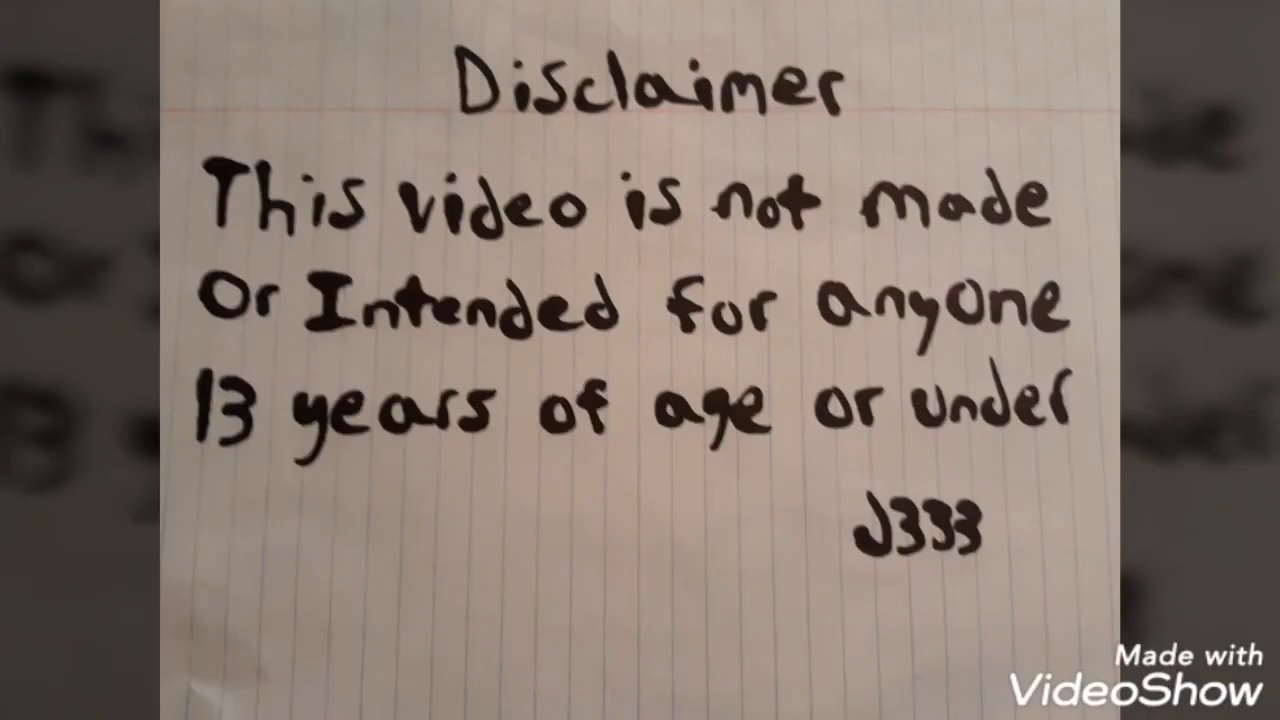 Disclaimer
This video is not made
Or Intended for anyone
13 years of age or under
J333
Made with
VideoShow